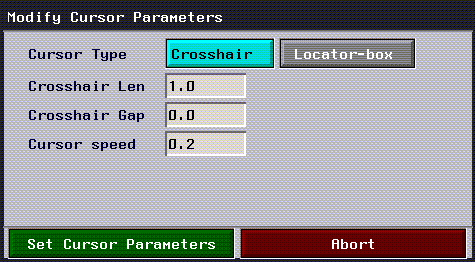 Modify Cursor Parameters
Cursor Type Crosshair Locator-box
Crosshair Len 1.0
Crosshair Gap 0.0
Cursor speed 0.2
Set Cursor Parameters Abort